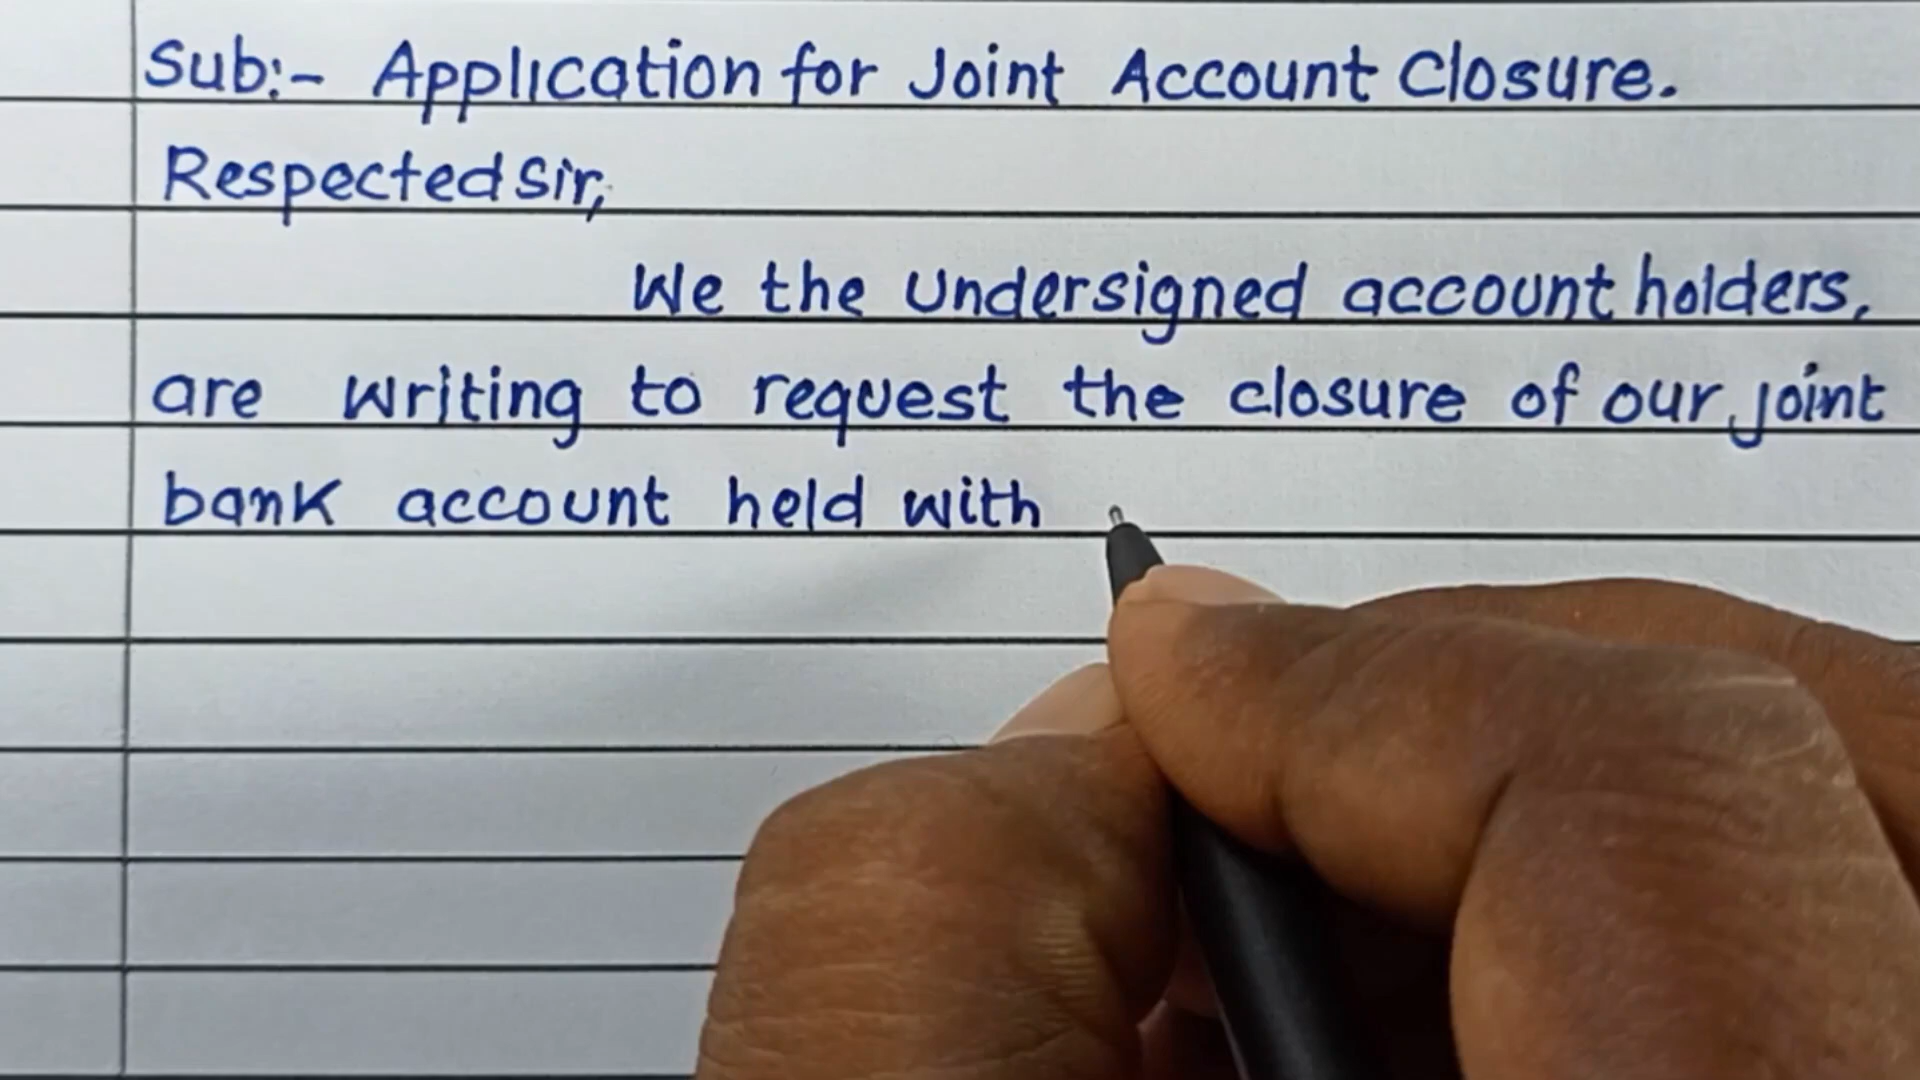 Sub:- Application for Joint Account Closure.
Respected Sir,
We the undersigned account holders,
are writing to request the closure of our joint
bank account held with